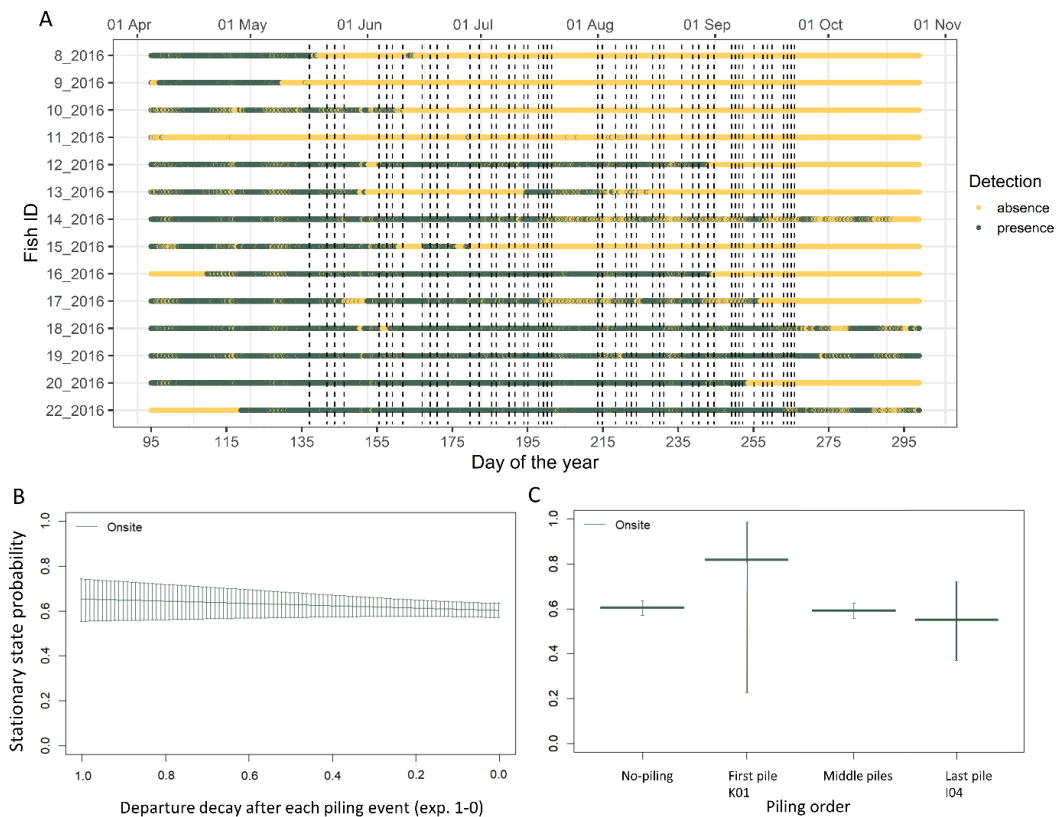 A
01 Apr 01 May 01 Jun 01 Jul 01 Aug 01 Sep 01 Oct 01 Nov
Fish ID
8_2016
9_2016
10_2016
11_2016
12_2016
13_2016
14_2016
15_2016
16_2016
17_2016
18_2016
19_2016
20_2016
22_2016
95 115 135 155 175 195 215 235 255 275 295
Day of the year
Detection
absence
presence
B
Stationary state probability
Onsite
1.0
0.8
0.6
0.4
0.2
0.0
1.0 0.8 0.6 0.4 0.2 0.0
Departure decay after each piling event (exp. 1-0)
C
Onsite
1.0
0.8
0.6
0.4
0.2
0.0
No-piling First pile Middle piles Last pile
K01 I04
Piling order